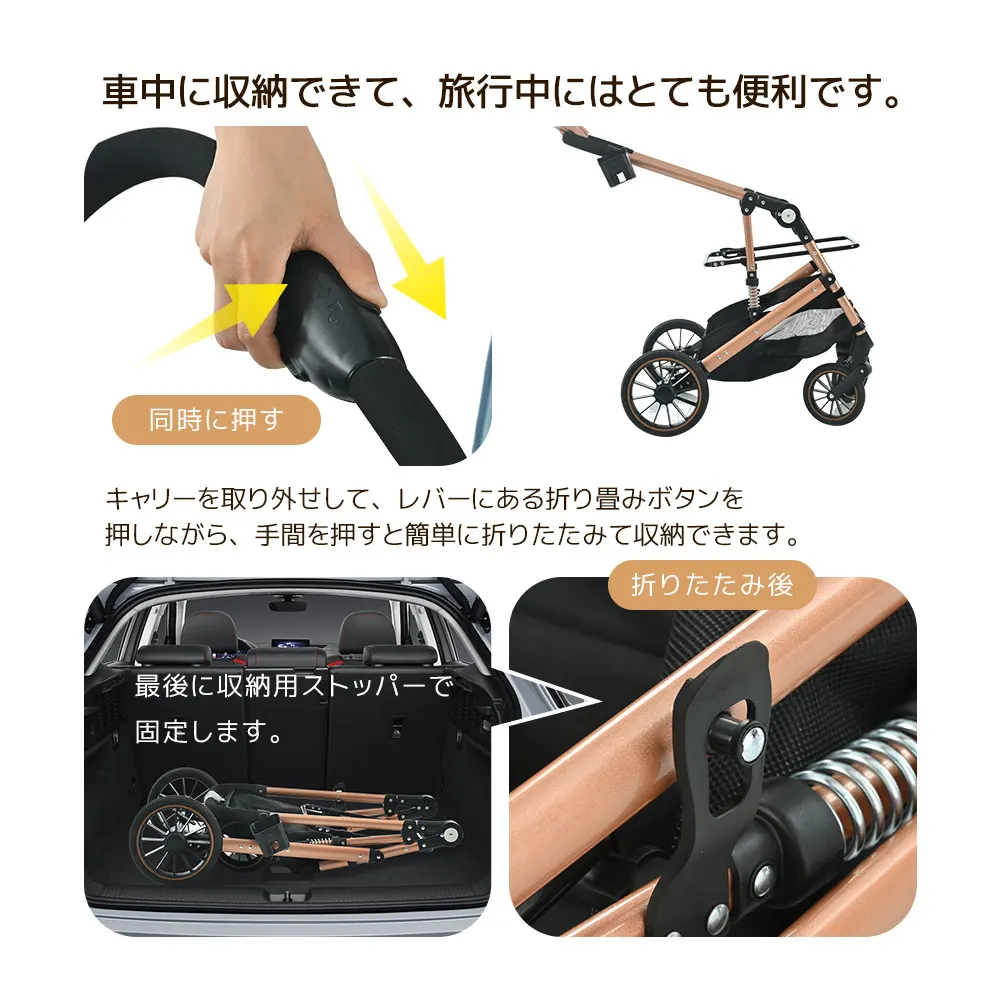 車中に収納できて、旅行中にはとても便利です。
同時に押す
キャリーを取り外せして、レバーにある折り畳みボタンを
押しながら、手間を押すと簡単に折りたたみて収納できます。
折りたたみ後
最後に収納用ストッパーで
固定します。